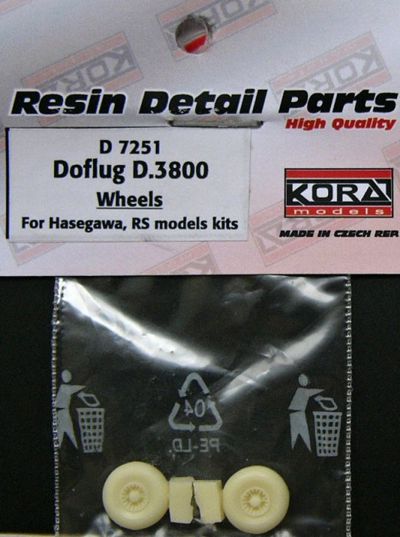 KORA
Resin Detail Parts
High Quality
D 7251
Doflug D.3800
Wheels
For Hasegawa, RS models kits
KORA
models
MADE IN CZECH REP.
04
PE-LD